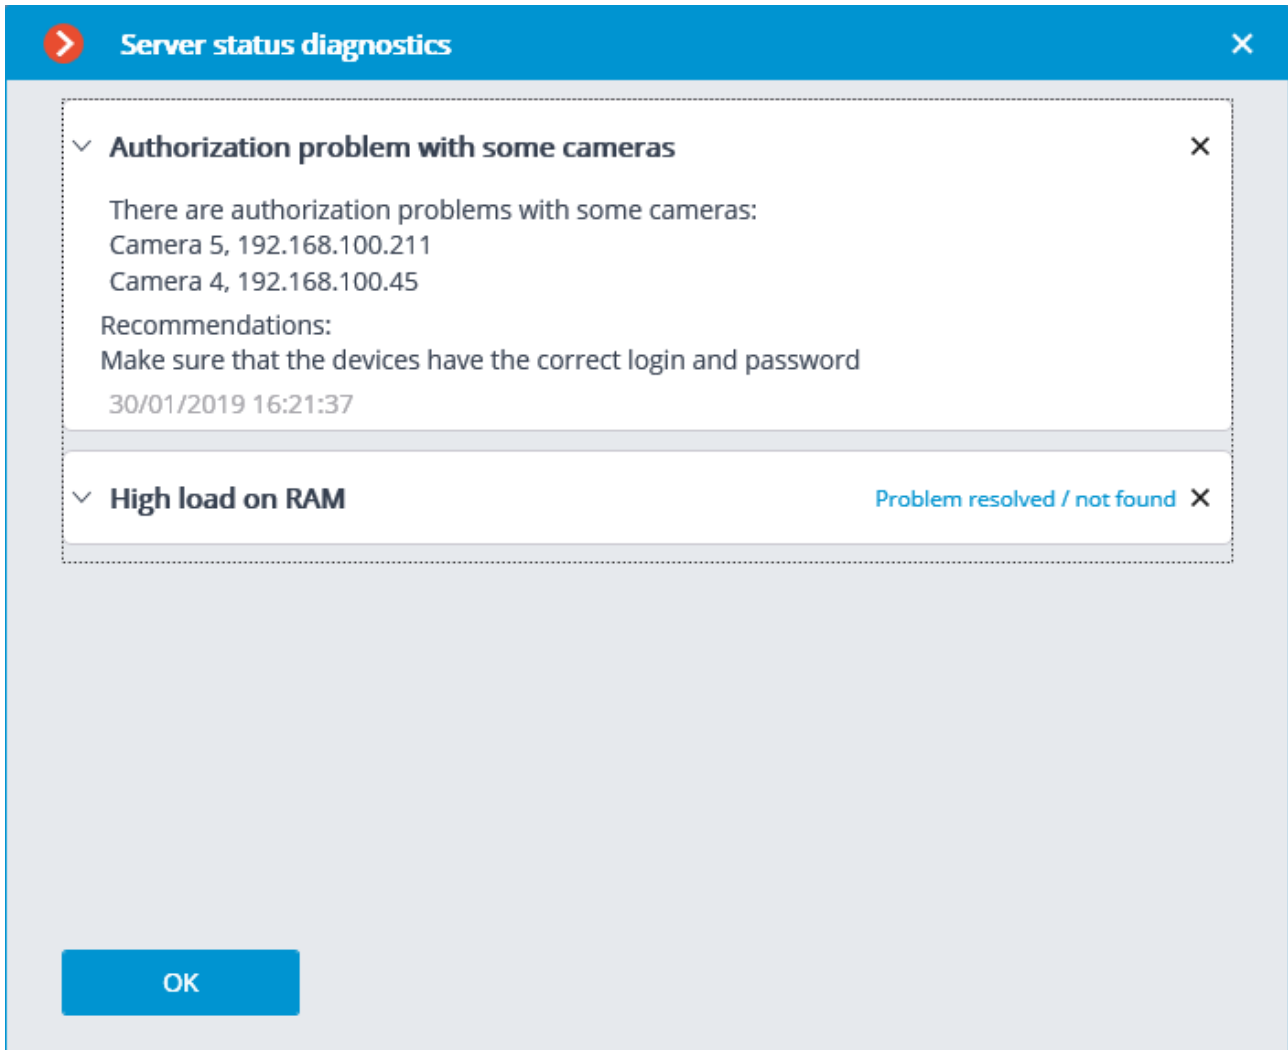 Server status diagnostics
Authorization problem with some cameras
There are authorization problems with some cameras:
Camera 5, 192.168.100.211
Camera 4, 192.168.100.45
Recommendations:
Make sure that the devices have the correct login and password
30/01/2019 16:21:37
High load on RAM Problem resolved / not found
OK